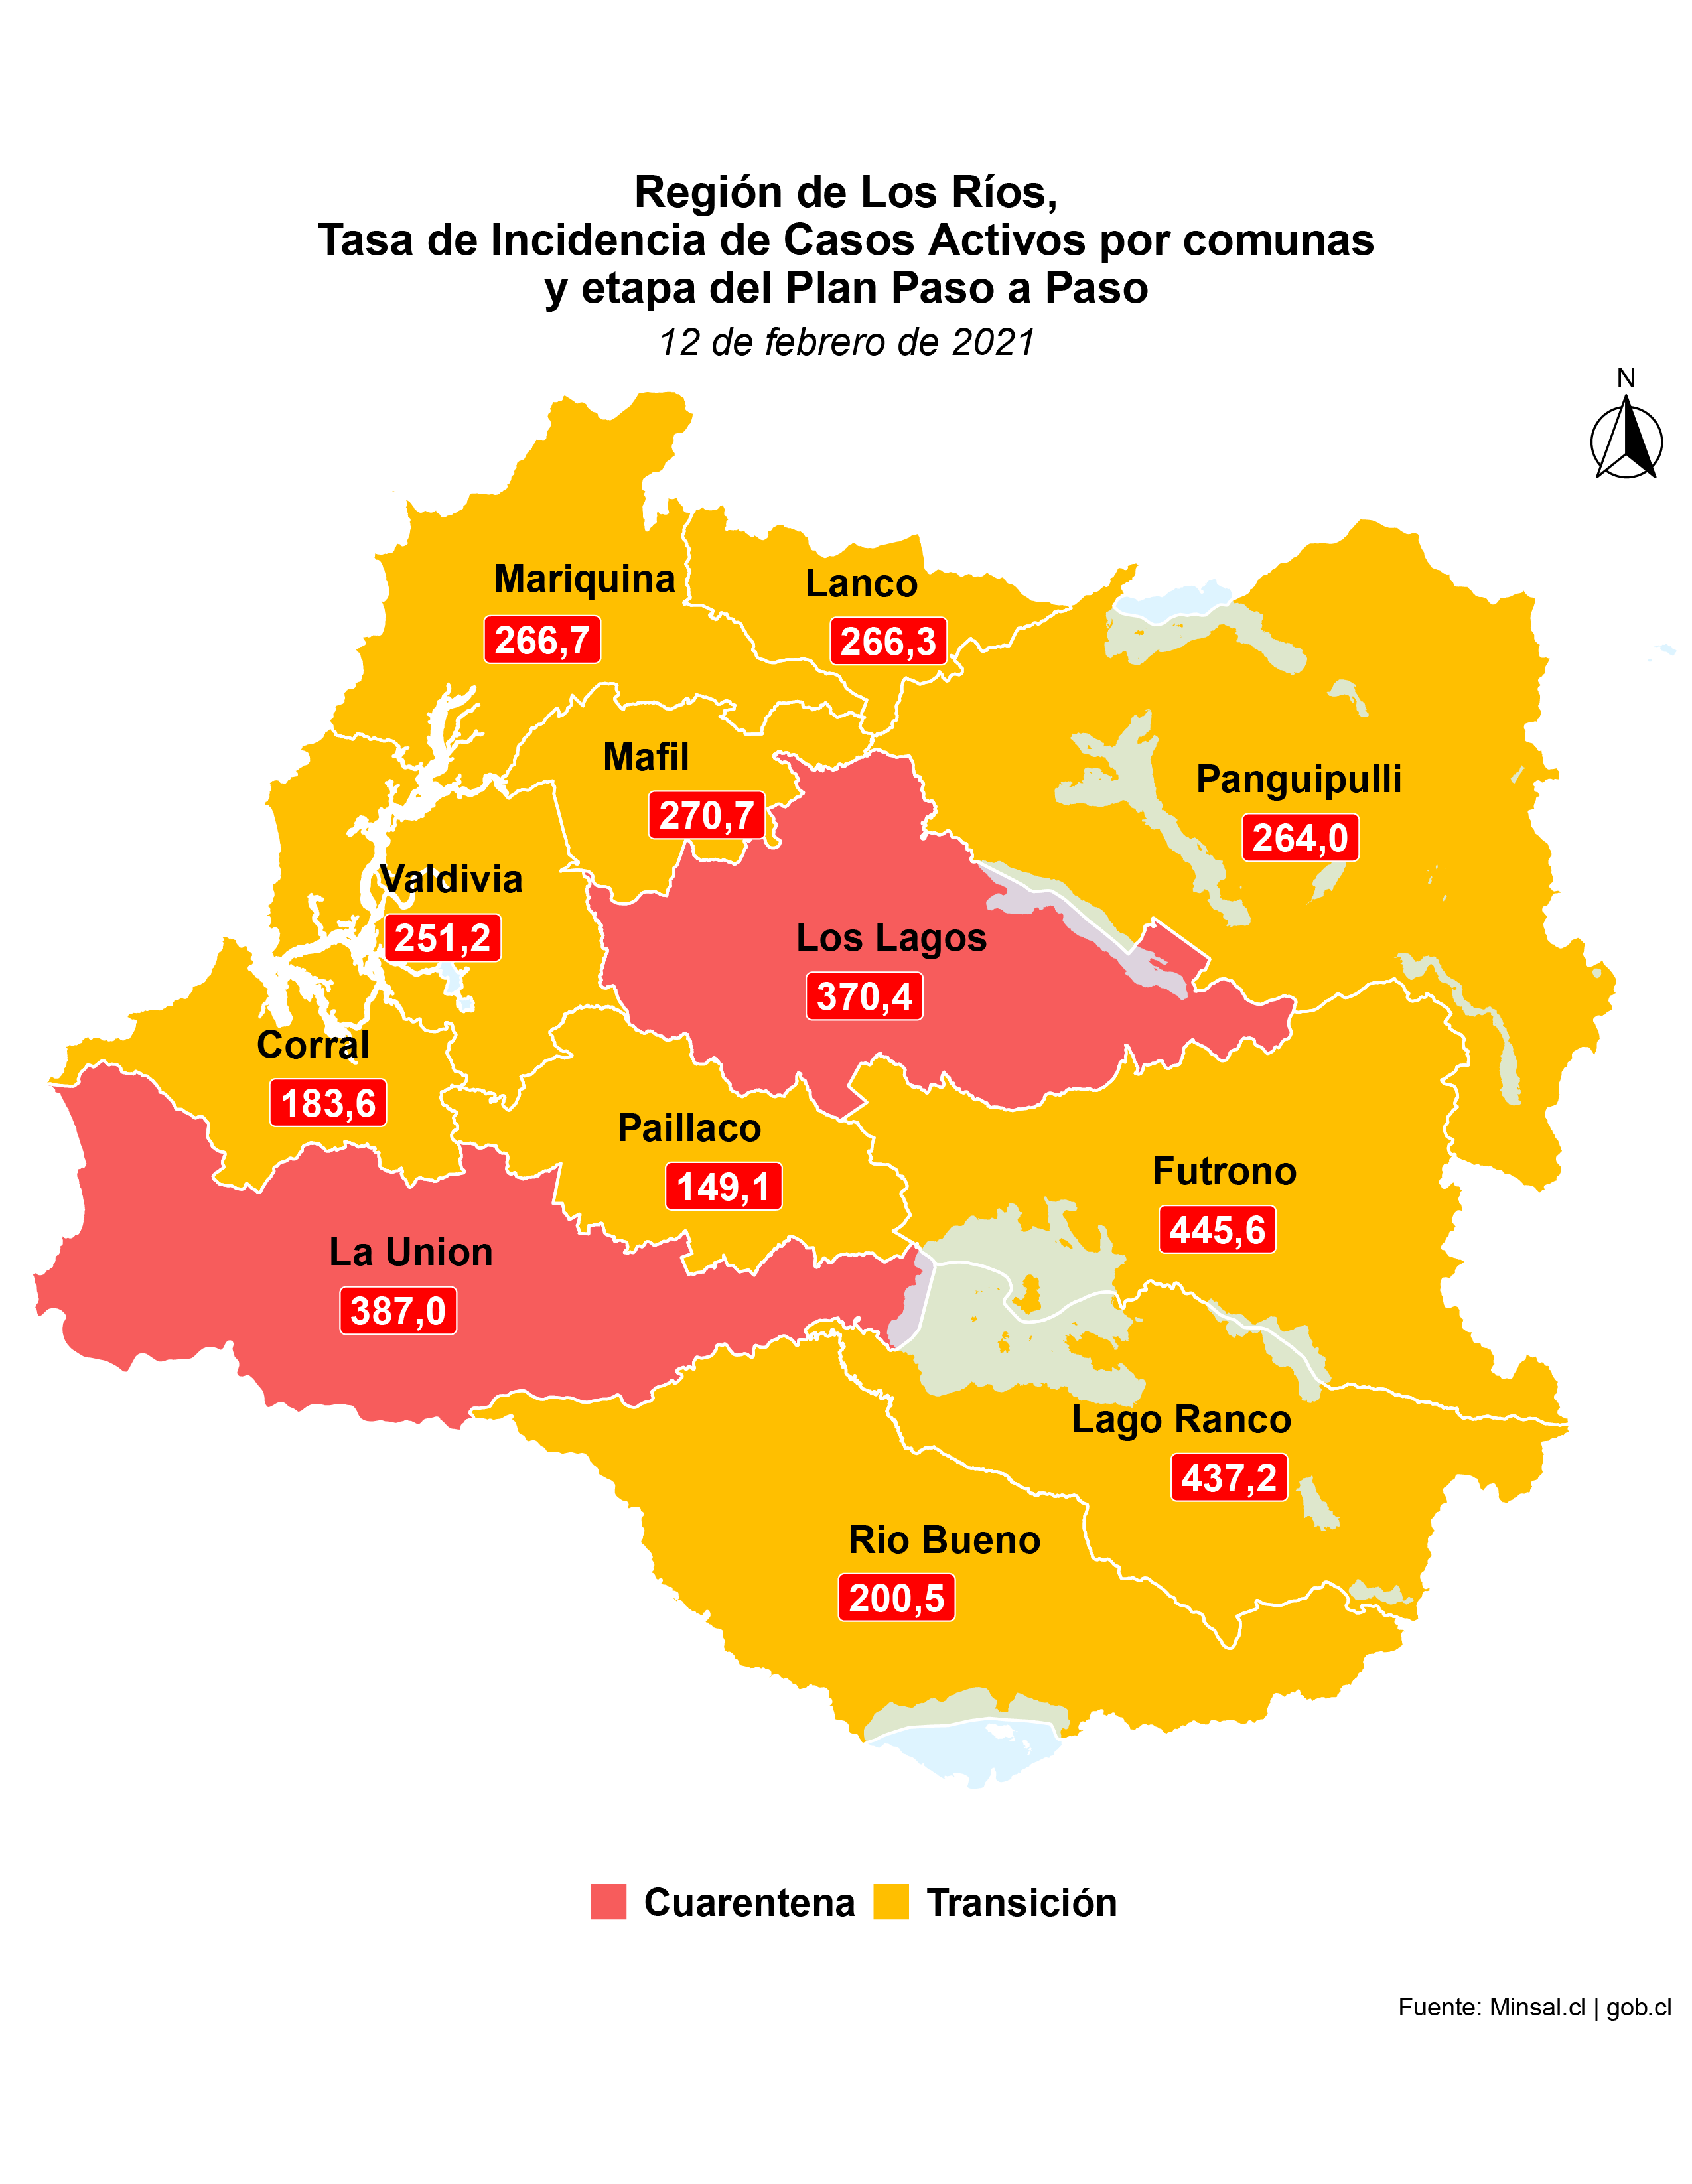 Región de Los Ríos,
Tasa de Incidencia de Casos Activos por comunas
y etapa del Plan Paso a Paso
12 de febrero de 2021
N
Mariquina
266,7
Lanco
266,3
Mafil
270,7
Panguipulli
264,0
Valdivia
251,2
Los Lagos
370,4
Corral
183,6
Paillaco
149,1
Futrono
445,6
La Union
387,0
Lago Ranco
437,2
Rio Bueno
200,5
Cuarentena
Transición
Fuente: Minsal.cl | gob.cl